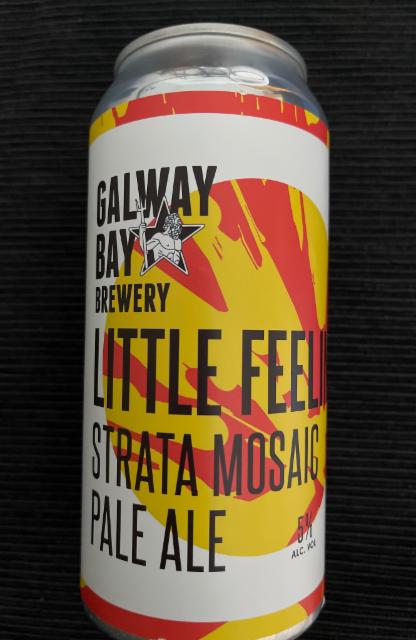 GALWAY
BAY
BREWERY
LITTLE FEELI
STRATA MOSAIC
PALE ALE
5%
ALC. VOL